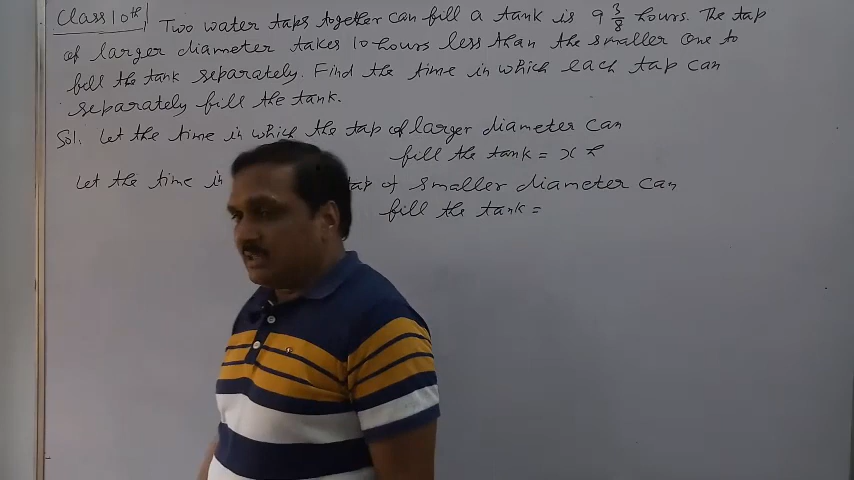 Class 10th
Two water taps together can fill a tank is 9 3/8 hours. The tap
of larger diameter takes 10 hours less than the smaller one to
fill the tank separately. Find the time in which each tap can
separately fill the tank.
Sol. Let the time in which the tap of larger diameter can
fill the tank = x h
Let the time in tap of smaller diameter can
fill the tank =